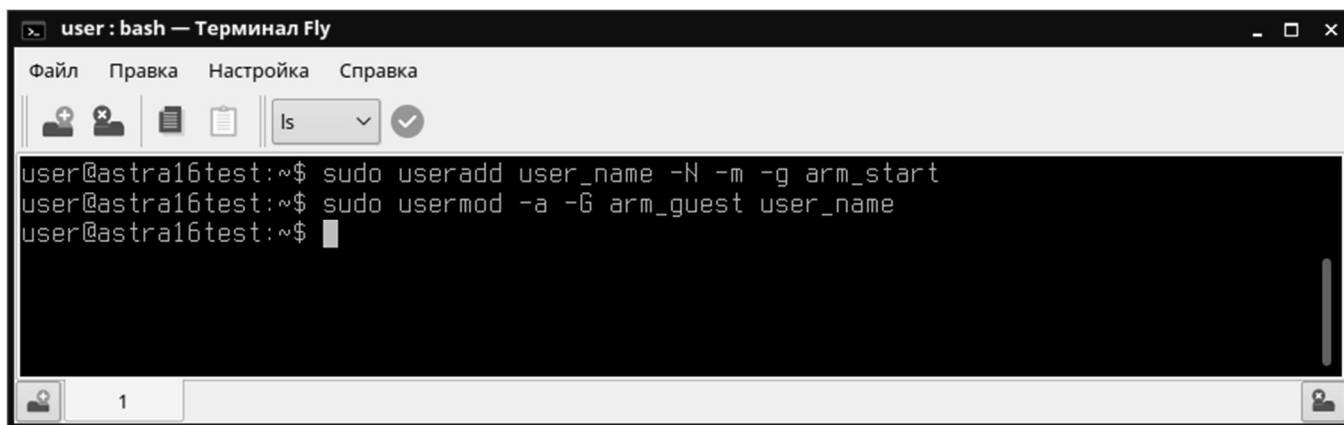 user : bash — Терминал Fly
Файл Правка Настройка Справка
ls
user@astra16test:~$ sudo useradd user_name -N -m -g arm_start
user@astra16test:~$ sudo usermod -a -G arm_guest user_name
user@astra16test:~$
1